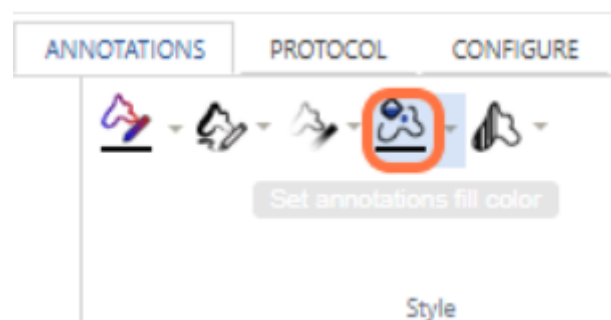 ANNOTATIONS PROTOCOL CONFIGURE
Set annotations fill color
Style